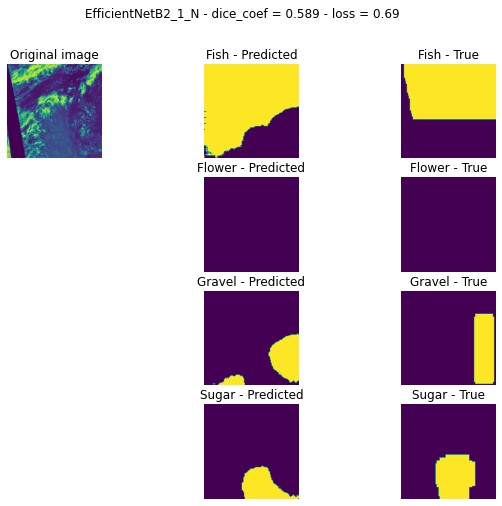 EfficientNetB2_1_N - dice_coef = 0.589 - loss = 0.69
Original image
Fish - Predicted
Fish - True
Flower - Predicted
Flower - True
Gravel - Predicted
Gravel - True
Sugar - Predicted
Sugar - True